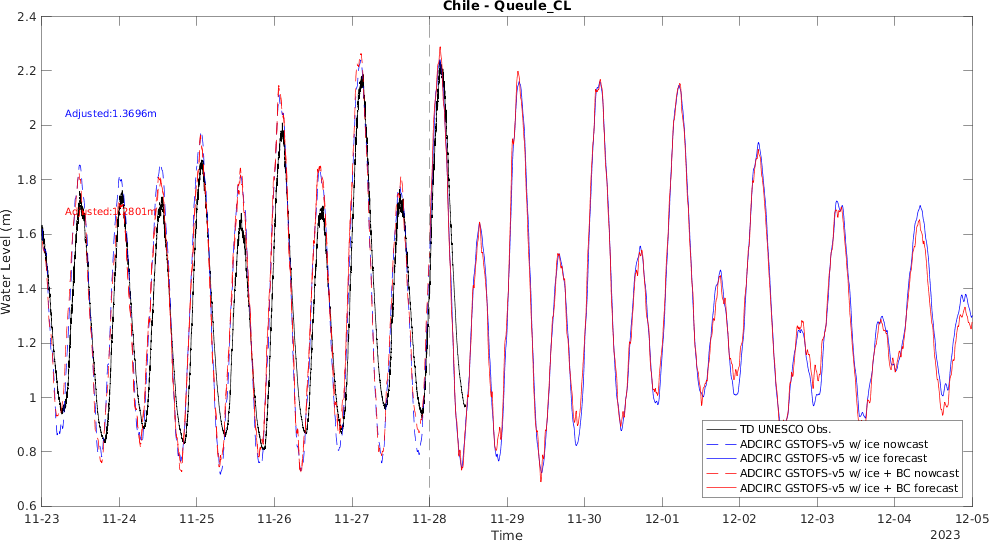 Chile - Queule_CL
2.4
2.2
2
1.8
1.6
1.4
1.2
1
0.8
0.6
Water Level (m)
Adjusted:1.3696m
Adjusted:1.2801m
TD UNESCO Obs.
ADCIRC GSTOFS-v5 w/ ice nowcast
ADCIRC GSTOFS-v5 w/ ice forecast
ADCIRC GSTOFS-v5 w/ ice + BC nowcast
ADCIRC GSTOFS-v5 w/ ice + BC forecast
11-23 11-24 11-25 11-26 11-27 11-28 11-29 11-30 12-01 12-02 12-03 12-04 12-05
Time 2023